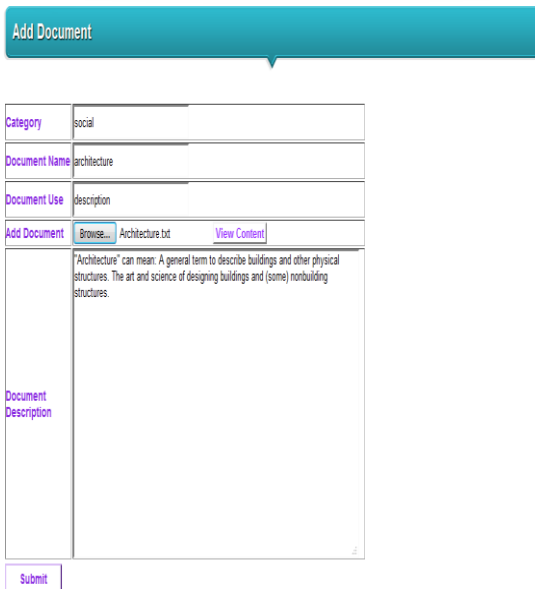 Add Document
Category social
Document Name architecture
Document Use description
Add Document Browse... Architecture.txt View Content
"Architecture" can mean: A general term to describe buildings and other physical
structures. The art and science of designing buildings and (some) nonbuilding
structures.
Document
Description
Submit